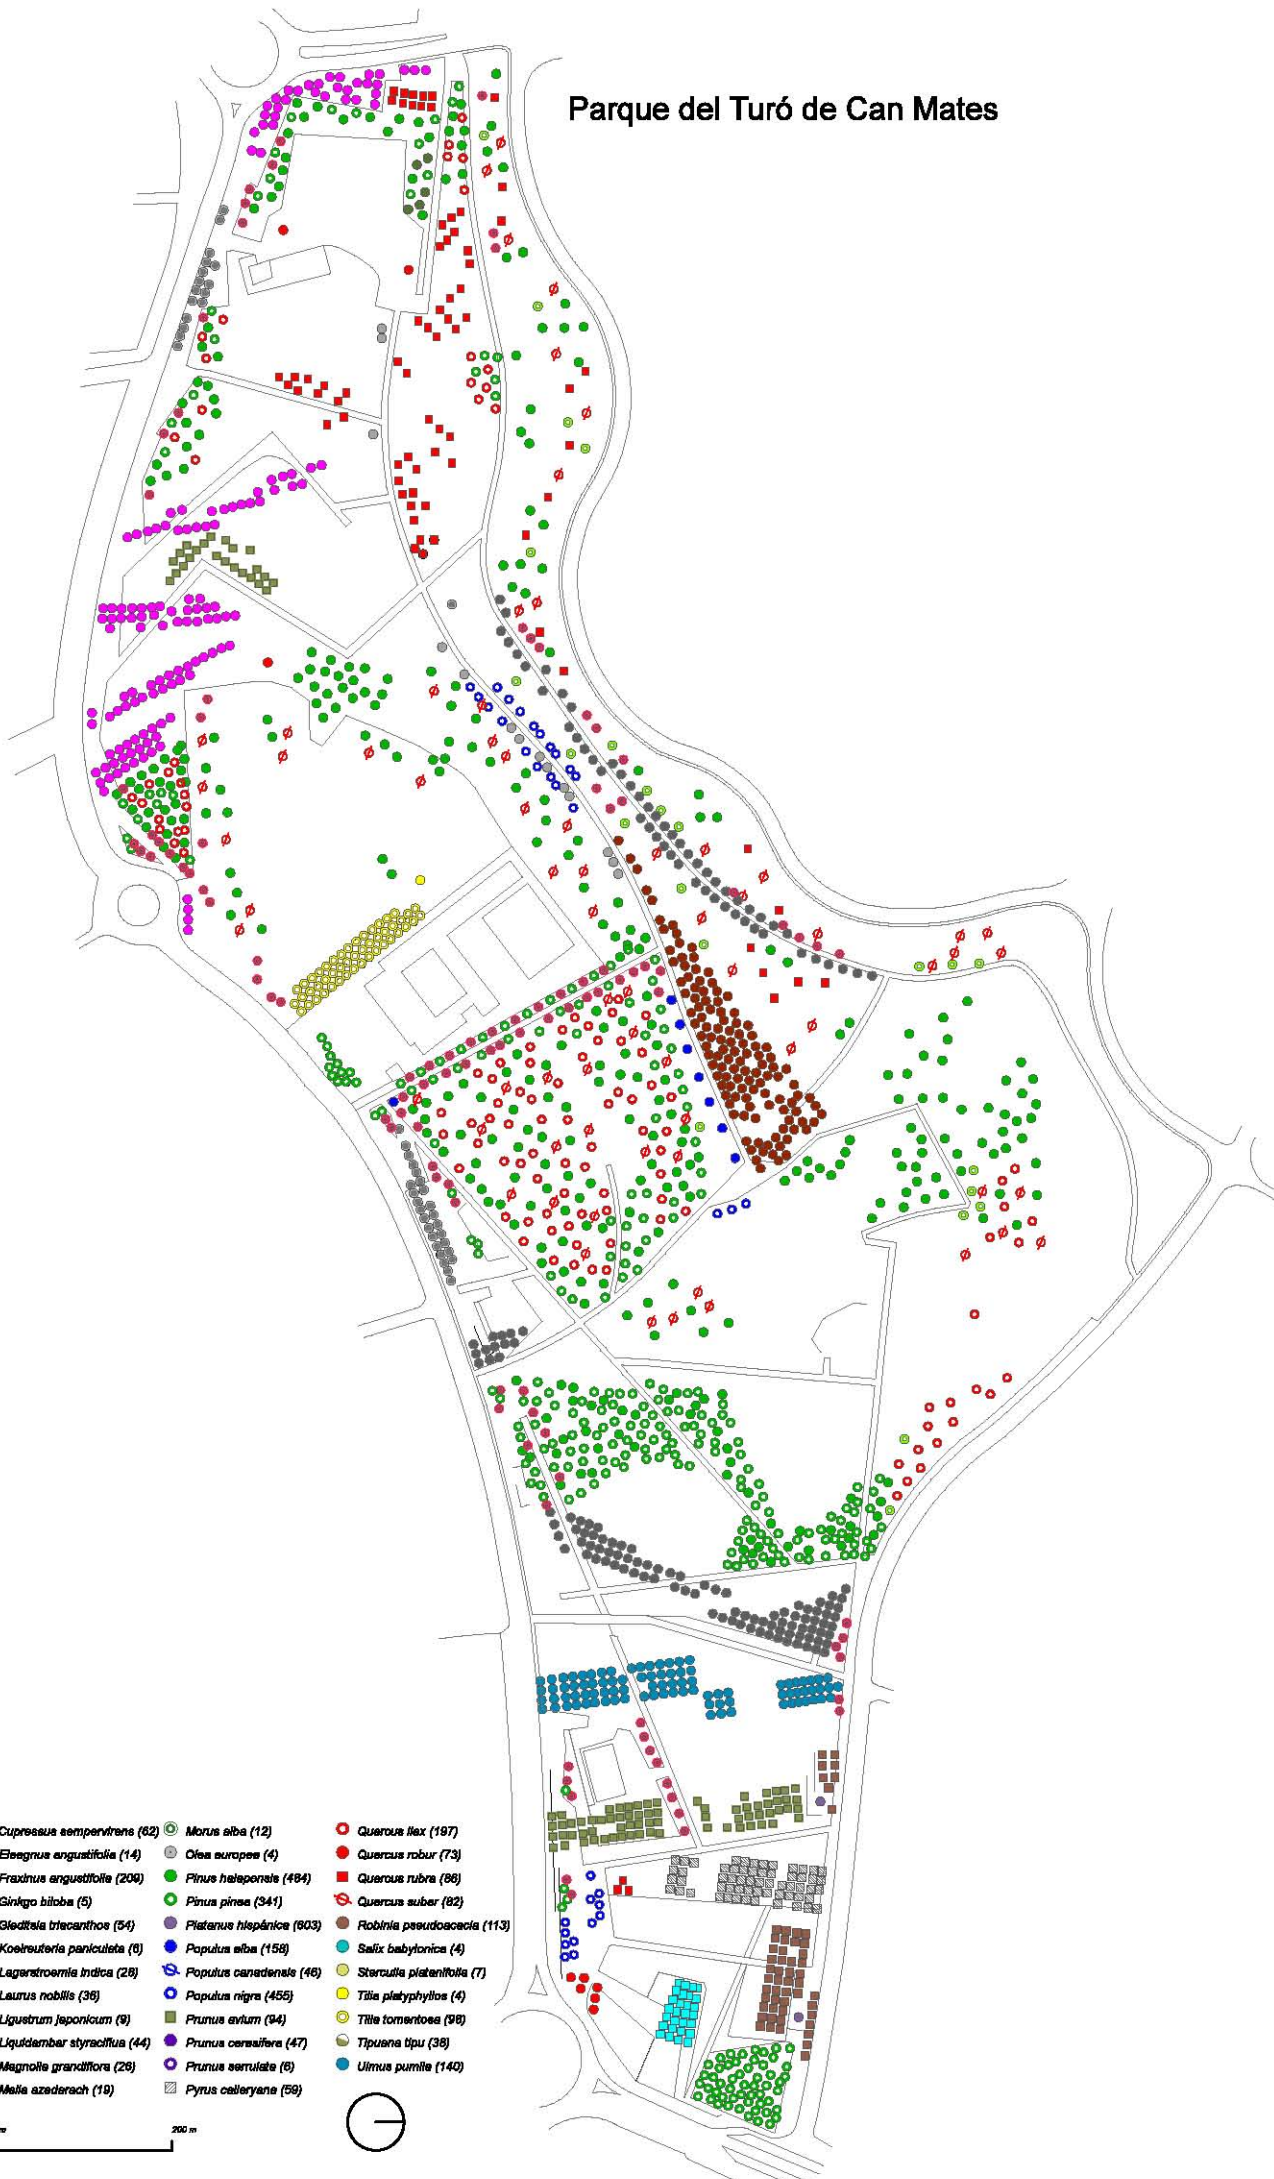 Parque del Turó de Can Mates
Cupressus sempervirens (62)
Eleagnus angustifolia (14)
Fraxinus angustifolia (209)
Ginkgo biloba (5)
Gleditsia triacanthos (54)
Koelreuteria paniculata (6)
Lagerstroemia indica (28)
Laurus nobilis (36)
Ligustrum japonicum (9)
Liquidambar styraciflua (44)
Magnolia grandiflora (26)
Melia azedarach (19)
Morus alba (12)
Olea europea (4)
Pinus halepensis (464)
Pinus pinea (341)
Platanus hispánica (603)
Populus alba (158)
Populus canadensis (46)
Populus nigra (455)
Prunus avium (94)
Prunus cerasifera (47)
Prunus serrulata (6)
Pyrus calleryana (59)
Quercus ilex (197)
Quercus robur (73)
Quercus rubra (86)
Quercus suber (82)
Robinia pseudoacacia (113)
Salix babylonica (4)
Sterculia platanifolia (7)
Tilia platyphyllos (4)
Tilia tomentosa (96)
Tipuana tipu (38)
Ulmus pumila (140)
200 m